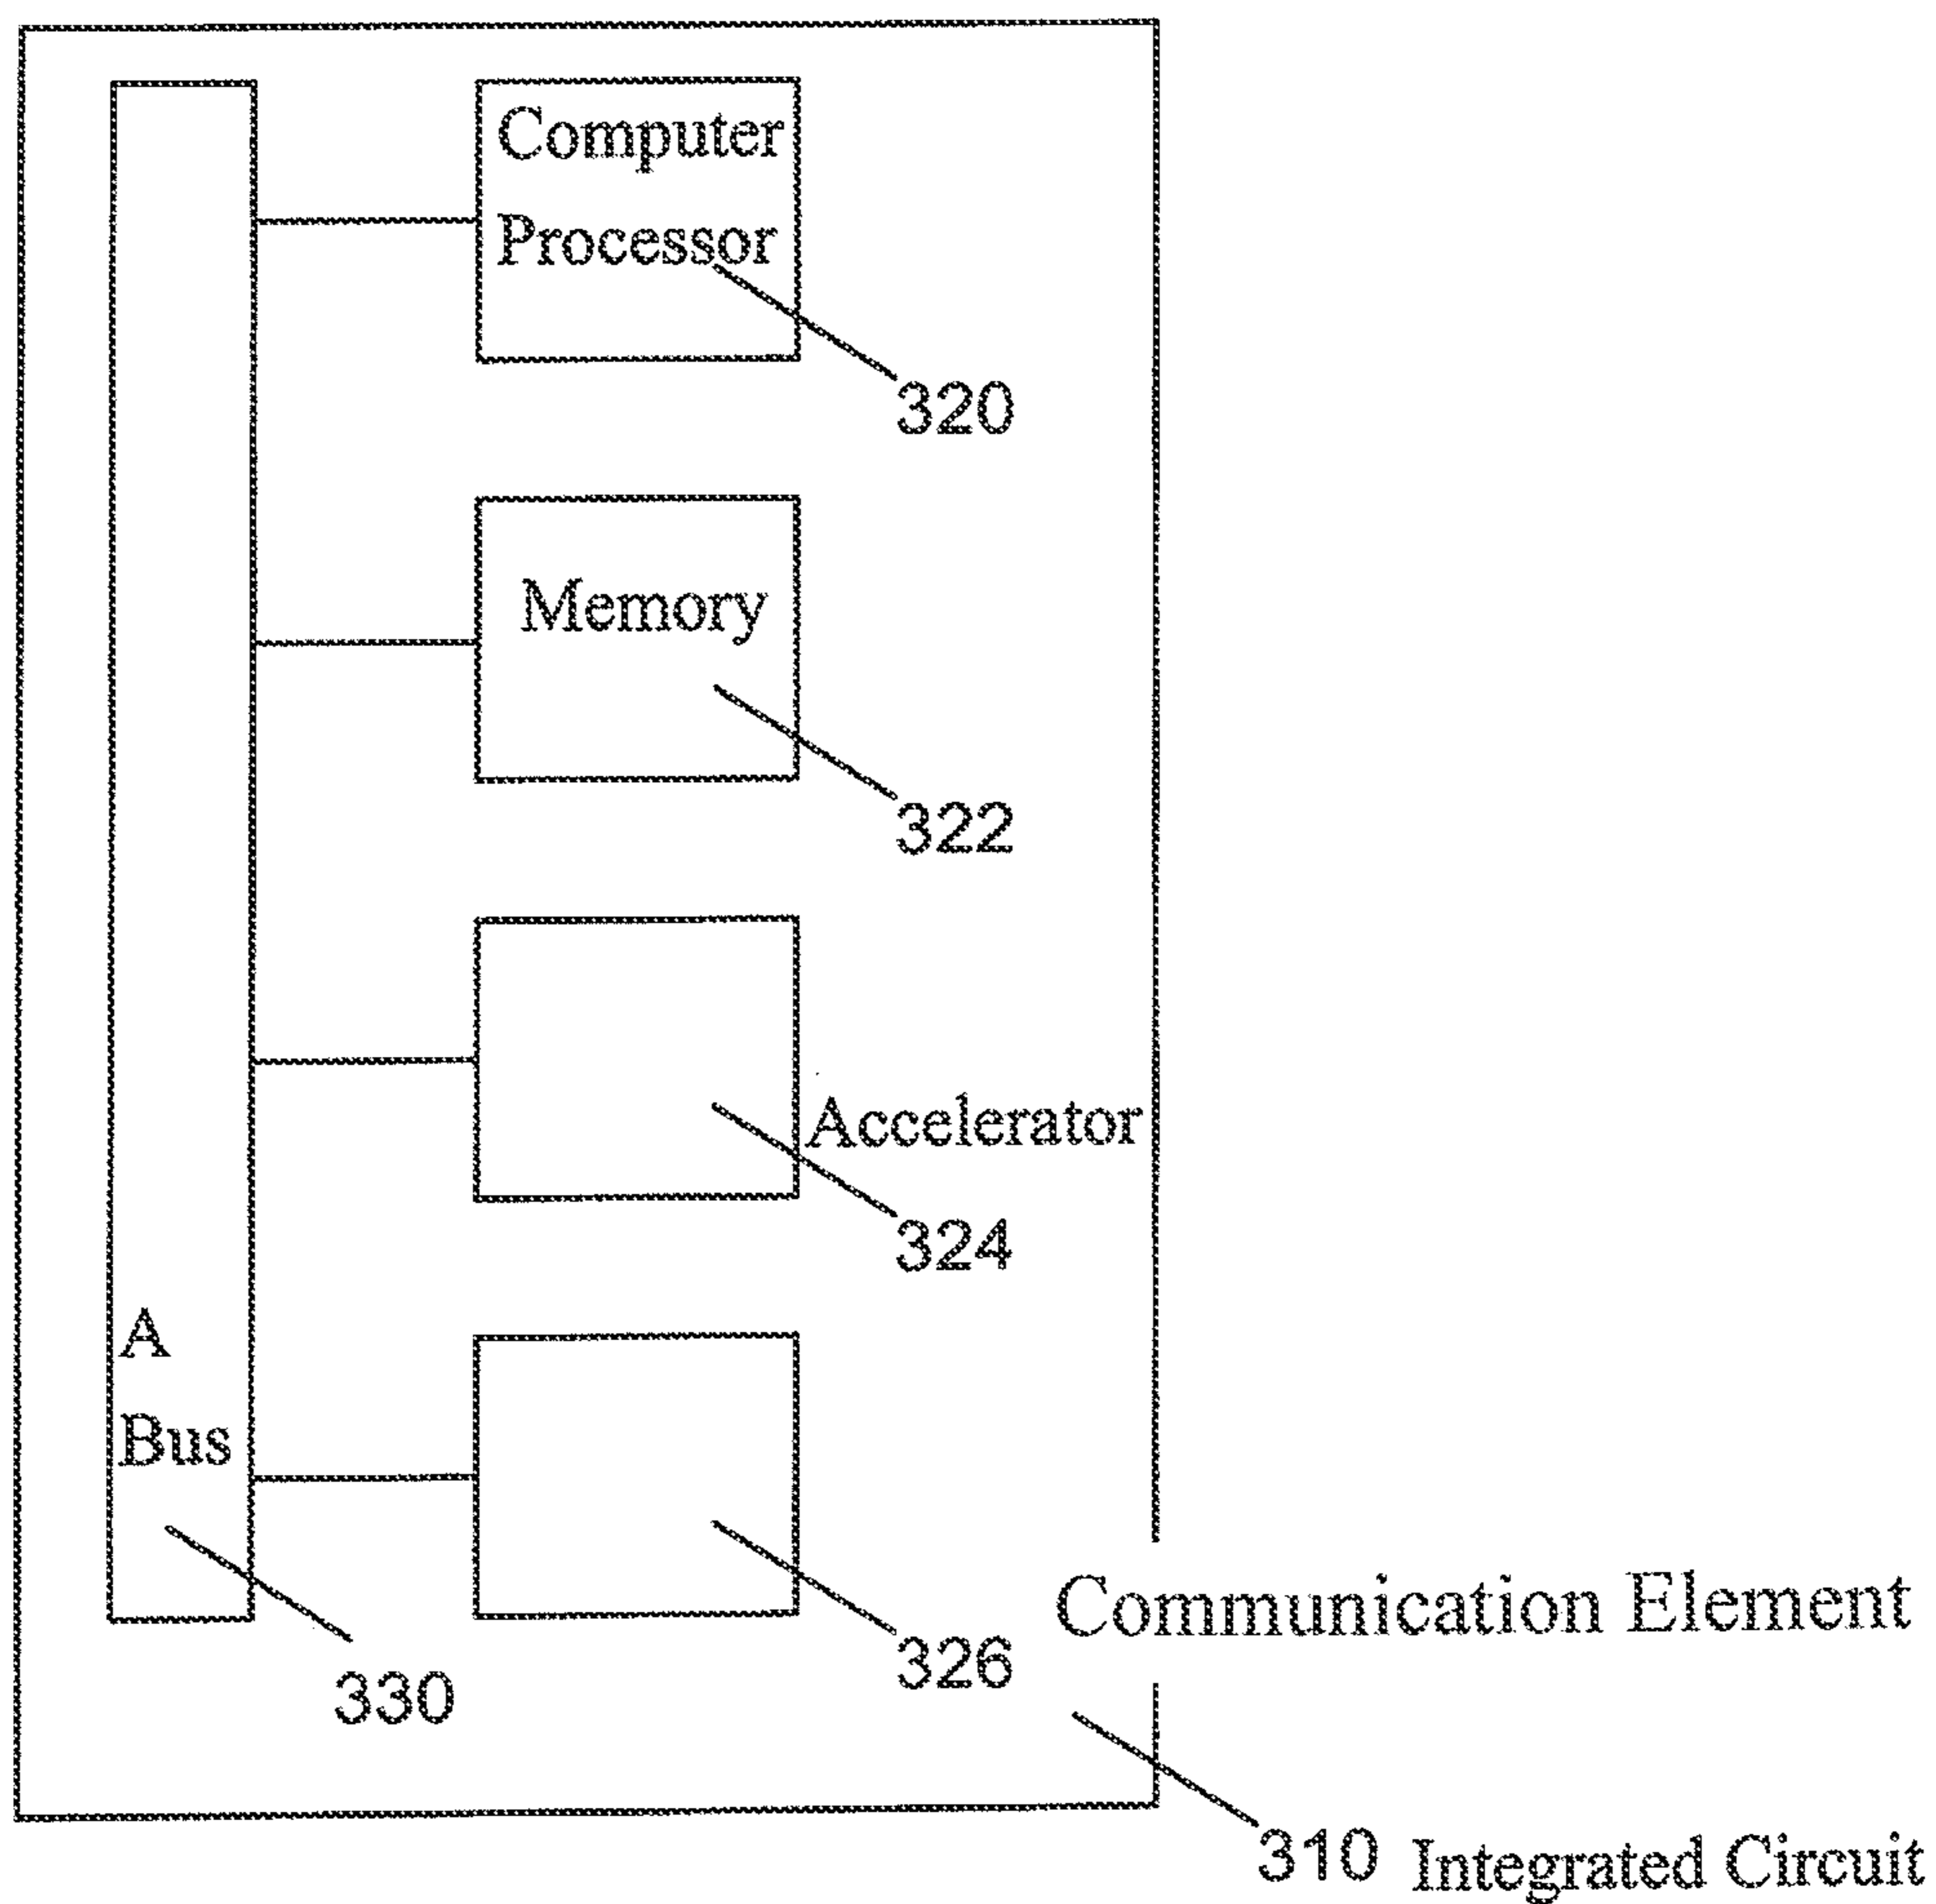 Computer
Processor
320
Memory
322
Accelerator
324
A
Bus
Communication Element
326
330
310 Integrated Circuit